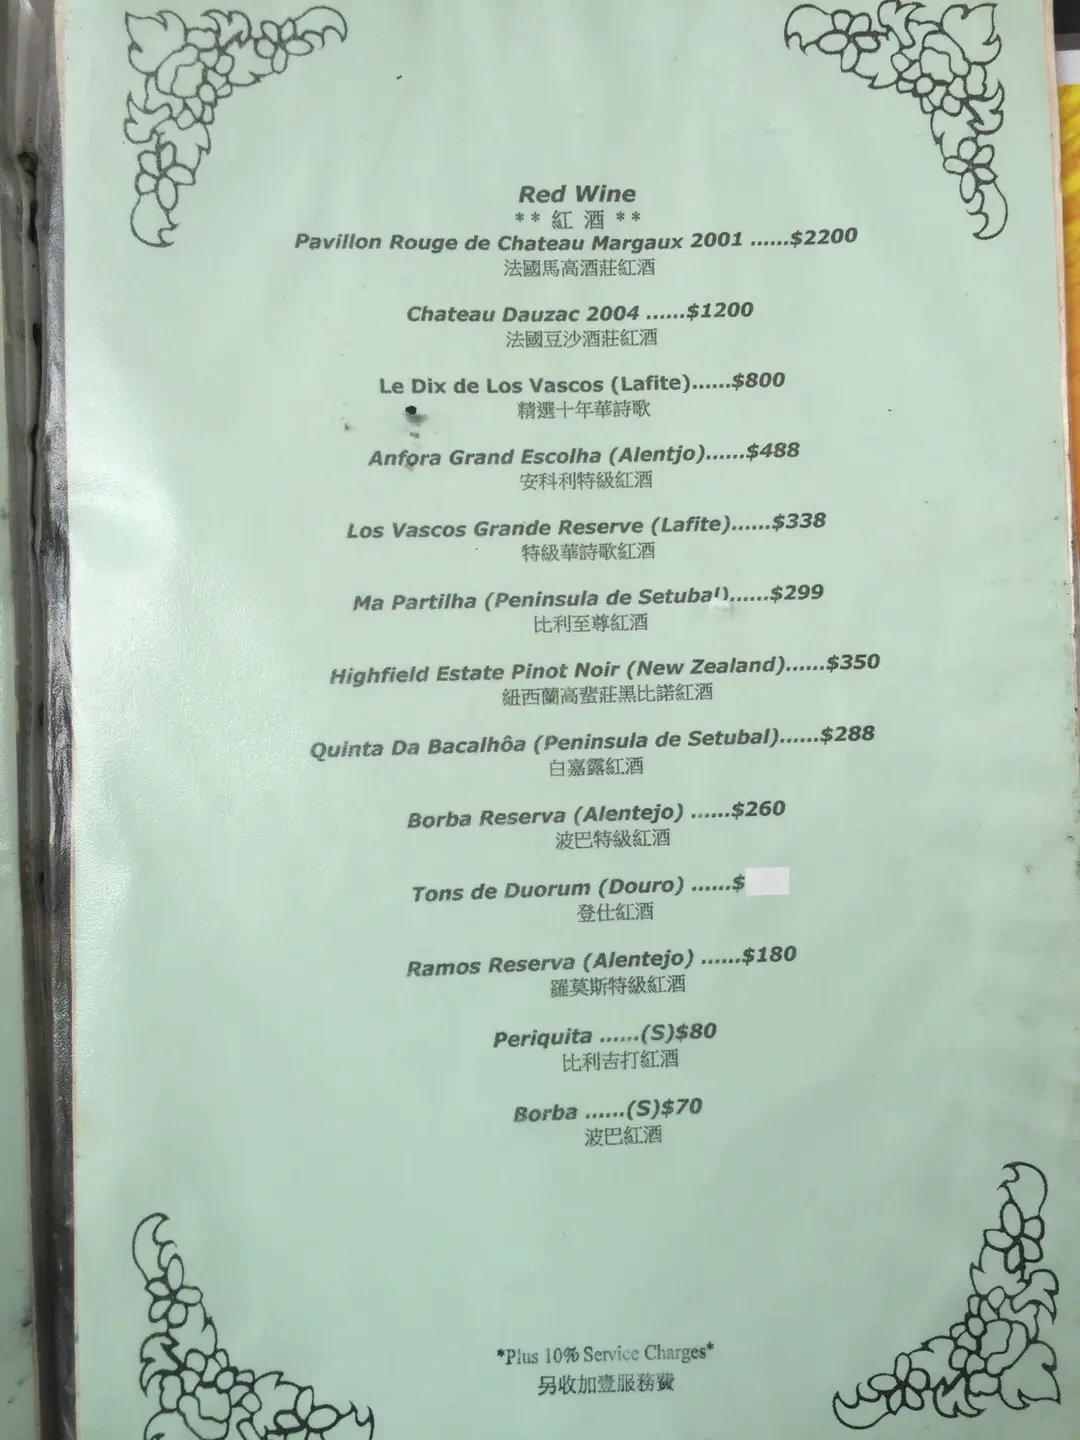 Red Wine
** 紅 酒 **
Pavillon Rouge de Chateau Margaux 2001 ......$2200
法國馬高酒莊紅酒
Chateau Dauzac 2004 ......$1200
法國豆沙酒莊紅酒
Le Dix de Los Vascos (Lafite)......$800
精選十年華詩歌
Anfora Grand Escolha (Alentjo)......$488
安科利特級紅酒
Los Vascos Grande Reserve (Lafite)......$338
特級華詩歌紅酒
Ma Partilha (Peninsula de Setubal)......$299
比利至尊紅酒
Highfield Estate Pinot Noir (New Zealand)......$350
紐西蘭高蜚莊黑比諾紅酒
Quinta Da Bacalhôa (Peninsula de Setubal)......$288
白嘉露紅酒
Borba Reserva (Alentejo) ......$260
波巴特級紅酒
Tons de Duorum (Douro) ......$
登仕紅酒
Ramos Reserva (Alentejo) ......$180
羅莫斯特級紅酒
Periquita ......(S)$80
比利吉打紅酒
Borba ......(S)$70
波巴紅酒
*Plus 10% Service Charges*
另收加壹服務費